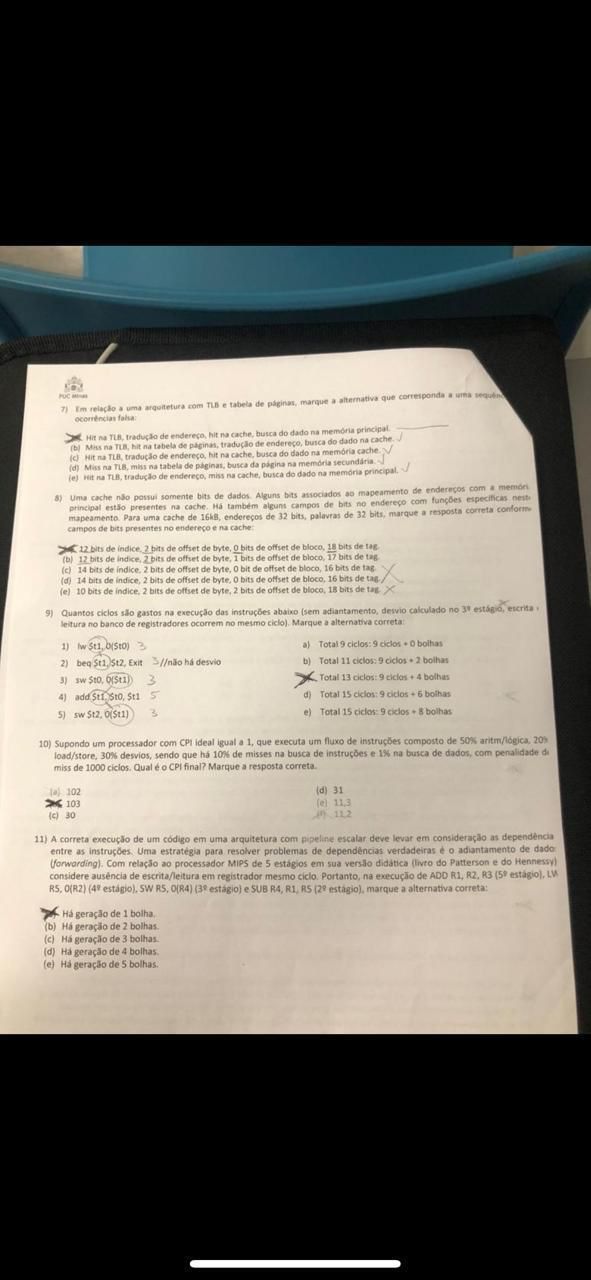 PUC Minas
7) Em relação a uma arquitetura com TLB e tabela de páginas, marque a alternativa que corresponda a uma
ocorrências falsa:
Hit na TLB, tradução de endereço, hit na cache, busca do dado na memória principal.
(b) Miss na TLB, hit na tabela de páginas, tradução de endereço, busca do dado na cache.
(c) Hit na TLB, tradução de endereço, hit na cache, busca do dado na memória cache.
(d) Miss na TLB, miss na tabela de páginas, busca da página na memória secundária.
(e) Hit na TLB, tradução de endereço, miss na cache, busca do dado na memória principal.
8) Uma cache não possui somente bits de dados. Alguns bits associados ao mapeamento de endereços com a
principal estão presentes na cache. Há também alguns campos de bits no endereço com funções específicas
mapeamento. Para uma cache de 16kB, endereços de 32 bits, palavras de 32 bits, marque a resposta correta
campos de bits presentes no endereço e na cache:
12 bits de índice, 2 bits de offset de byte, 0 bits de offset de bloco, 18 bits de tag.
(b) 12 bits de índice, 2 bits de offset de byte, 1 bits de offset de bloco, 17 bits de tag.
(c) 14 bits de índice, 2 bits de offset de byte, 0 bit de offset de bloco, 16 bits de tag.
(d) 14 bits de índice, 2 bits de offset de byte, 0 bits de offset de bloco, 16 bits de tag.
(e) 10 bits de índice, 2 bits de offset de byte, 2 bits de offset de bloco, 18 bits de tag.
9) Quantos ciclos são gastos na execução das instruções abaixo (sem adiantamento, desvio calculado no 3º estágio, escrita
leitura no banco de registradores ocorrem no mesmo ciclo). Marque a alternativa correta:
1) lw $t1, 0($t0) 3
2) beq $t1, $t2, Exit 3 //não há desvio
3) sw $t0, 0($t1) 3
4) add $t1, $t0, $t1 5
5) sw $t2, 0($t1) 3
a) Total 9 ciclos: 9 ciclos + 0 bolhas
b) Total 11 ciclos: 9 ciclos + 2 bolhas
Total 13 ciclos: 9 ciclos + 4 bolhas
d) Total 15 ciclos: 9 ciclos + 6 bolhas
e) Total 15 ciclos: 9 ciclos + 8 bolhas
10) Supondo um processador com CPI ideal igual a 1, que executa um fluxo de instruções composto de 50% aritm/lógica, 20%
load/store, 30% desvios, sendo que há 10% de misses na busca de instruções e 1% na busca de dados, com penalidade
miss de 1000 ciclos. Qual é o CPI final? Marque a resposta correta.
(a) 102
103
(c) 30
(d) 31
(e) 11,3
(f) 11,2
11) A correta execução de um código em uma arquitetura com pipeline escalar deve levar em consideração as dependência
entre as instruções. Uma estratégia para resolver problemas de dependências verdadeiras é o adiantamento de dado
(forwarding). Com relação ao processador MIPS de 5 estágios em sua versão didática (livro do Patterson e do Hennessy)
considere ausência de escrita/leitura em registrador mesmo ciclo. Portanto, na execução de ADD R1, R2, R3 (5º estágio), LW
R5, 0(R2) (4º estágio), SW R5, 0(R4) (3º estágio) e SUB R4, R1, R5 (2º estágio), marque a alternativa correta:
Há geração de 1 bolha.
(b) Há geração de 2 bolhas.
(c) Há geração de 3 bolhas.
(d) Há geração de 4 bolhas.
(e) Há geração de 5 bolhas.